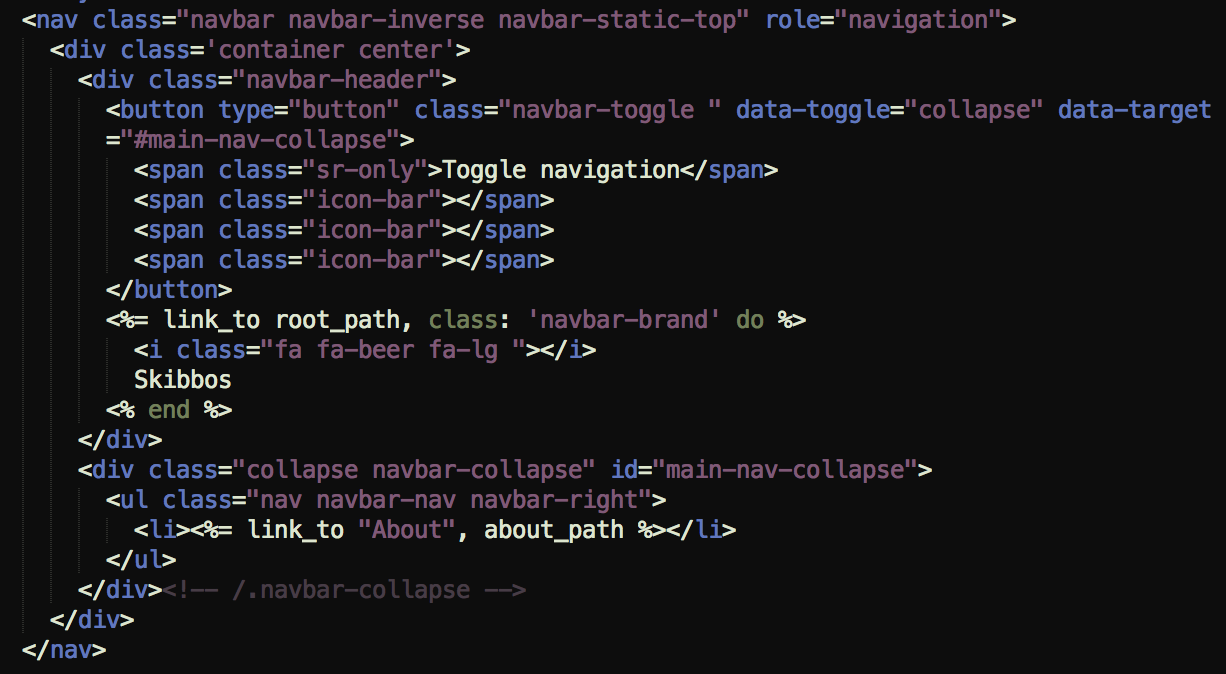 <nav class="navbar navbar-inverse navbar-static-top" role="navigation">
  <div class='container center'>
    <div class="navbar-header">
      <button type="button" class="navbar-toggle " data-toggle="collapse" data-target
      ="#main-nav-collapse">
        <span class="sr-only">Toggle navigation</span>
        <span class="icon-bar"></span>
        <span class="icon-bar"></span>
        <span class="icon-bar"></span>
      </button>
      <%= link_to root_path, class: 'navbar-brand' do %>
        <i class="fa fa-beer fa-lg "></i>
        Skibbos
      <% end %>
    </div>
    <div class="collapse navbar-collapse" id="main-nav-collapse">
      <ul class="nav navbar-nav navbar-right">
        <li><%= link_to "About", about_path %></li>
      </ul>
    </div><!-- /.navbar-collapse -->
  </div>
</nav>